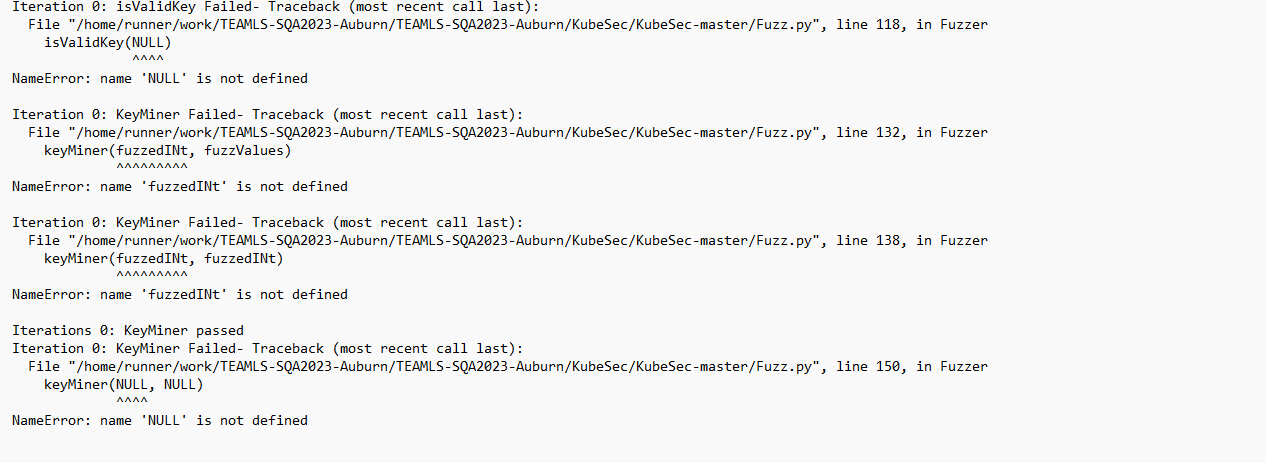 Iteration 0: isValidKey Failed- Traceback (most recent call last):
  File "/home/runner/work/TEAMLS-SQA2023-Auburn/TEAMLS-SQA2023-Auburn/KubeSec/KubeSec-master/Fuzz.py", line 118, in Fuzzer
    isValidKey(NULL)
               ^^^^
NameError: name 'NULL' is not defined

Iteration 0: KeyMiner Failed- Traceback (most recent call last):
  File "/home/runner/work/TEAMLS-SQA2023-Auburn/TEAMLS-SQA2023-Auburn/KubeSec/KubeSec-master/Fuzz.py", line 132, in Fuzzer
    keyMiner(fuzzedINt, fuzzValues)
             ^^^^^^^^^
NameError: name 'fuzzedINt' is not defined

Iteration 0: KeyMiner Failed- Traceback (most recent call last):
  File "/home/runner/work/TEAMLS-SQA2023-Auburn/TEAMLS-SQA2023-Auburn/KubeSec/KubeSec-master/Fuzz.py", line 138, in Fuzzer
    keyMiner(fuzzedINt, fuzzedINt)
             ^^^^^^^^^
NameError: name 'fuzzedINt' is not defined

Iterations 0: KeyMiner passed
Iteration 0: KeyMiner Failed- Traceback (most recent call last):
  File "/home/runner/work/TEAMLS-SQA2023-Auburn/TEAMLS-SQA2023-Auburn/KubeSec/KubeSec-master/Fuzz.py", line 150, in Fuzzer
    keyMiner(NULL, NULL)
             ^^^^
NameError: name 'NULL' is not defined